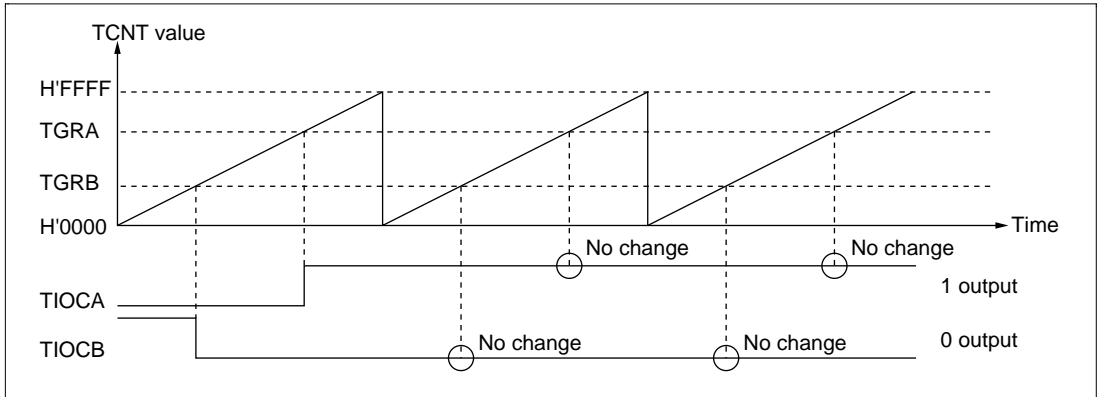 TCNT value
H'FFFF
TGRA
TGRB
H'0000
Time
No change
No change
TIOCA
1 output
No change
No change
TIOCB
0 output